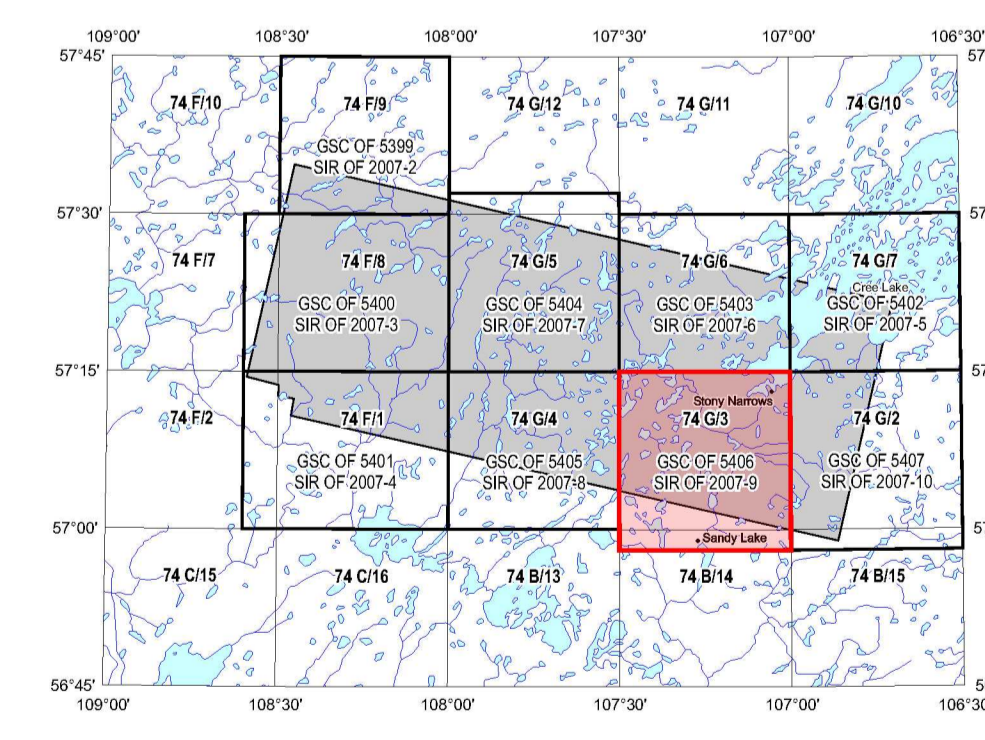 109°00' 108°30' 108°00' 107°30' 107°00' 106°3
57°45' 57
74 F/10 74 F/9 74 G/12 74 G/11 74 G/10
GSC OF 5399
SIR OF 2007-2
57°30' 57
74 F/7 74 F/8 74 G/5 74 G/6 74 G/7
Cree Lake
GSC OF 5400 GSC OF 5404 GSC OF 5403 GSC OF 5402
SIR OF 2007-3 SIR OF 2007-7 SIR OF 2007-6 SIR OF 2007-5
57°15' 57
Stony Narrows
74 F/2 74 F/1 74 G/4 74 G/3 74 G/2
GSC OF 5401 GSC OF 5405 GSC OF 5406 GSC OF 5407
SIR OF 2007-4 SIR OF 2007-8 SIR OF 2007-9 SIR OF 2007-10
57°00' 57
Sandy Lake
74 C/15 74 C/16 74 B/13 74 B/14 74 B/15
56°45' 5
109°00' 108°30' 108°00' 107°30' 107°00' 106°30